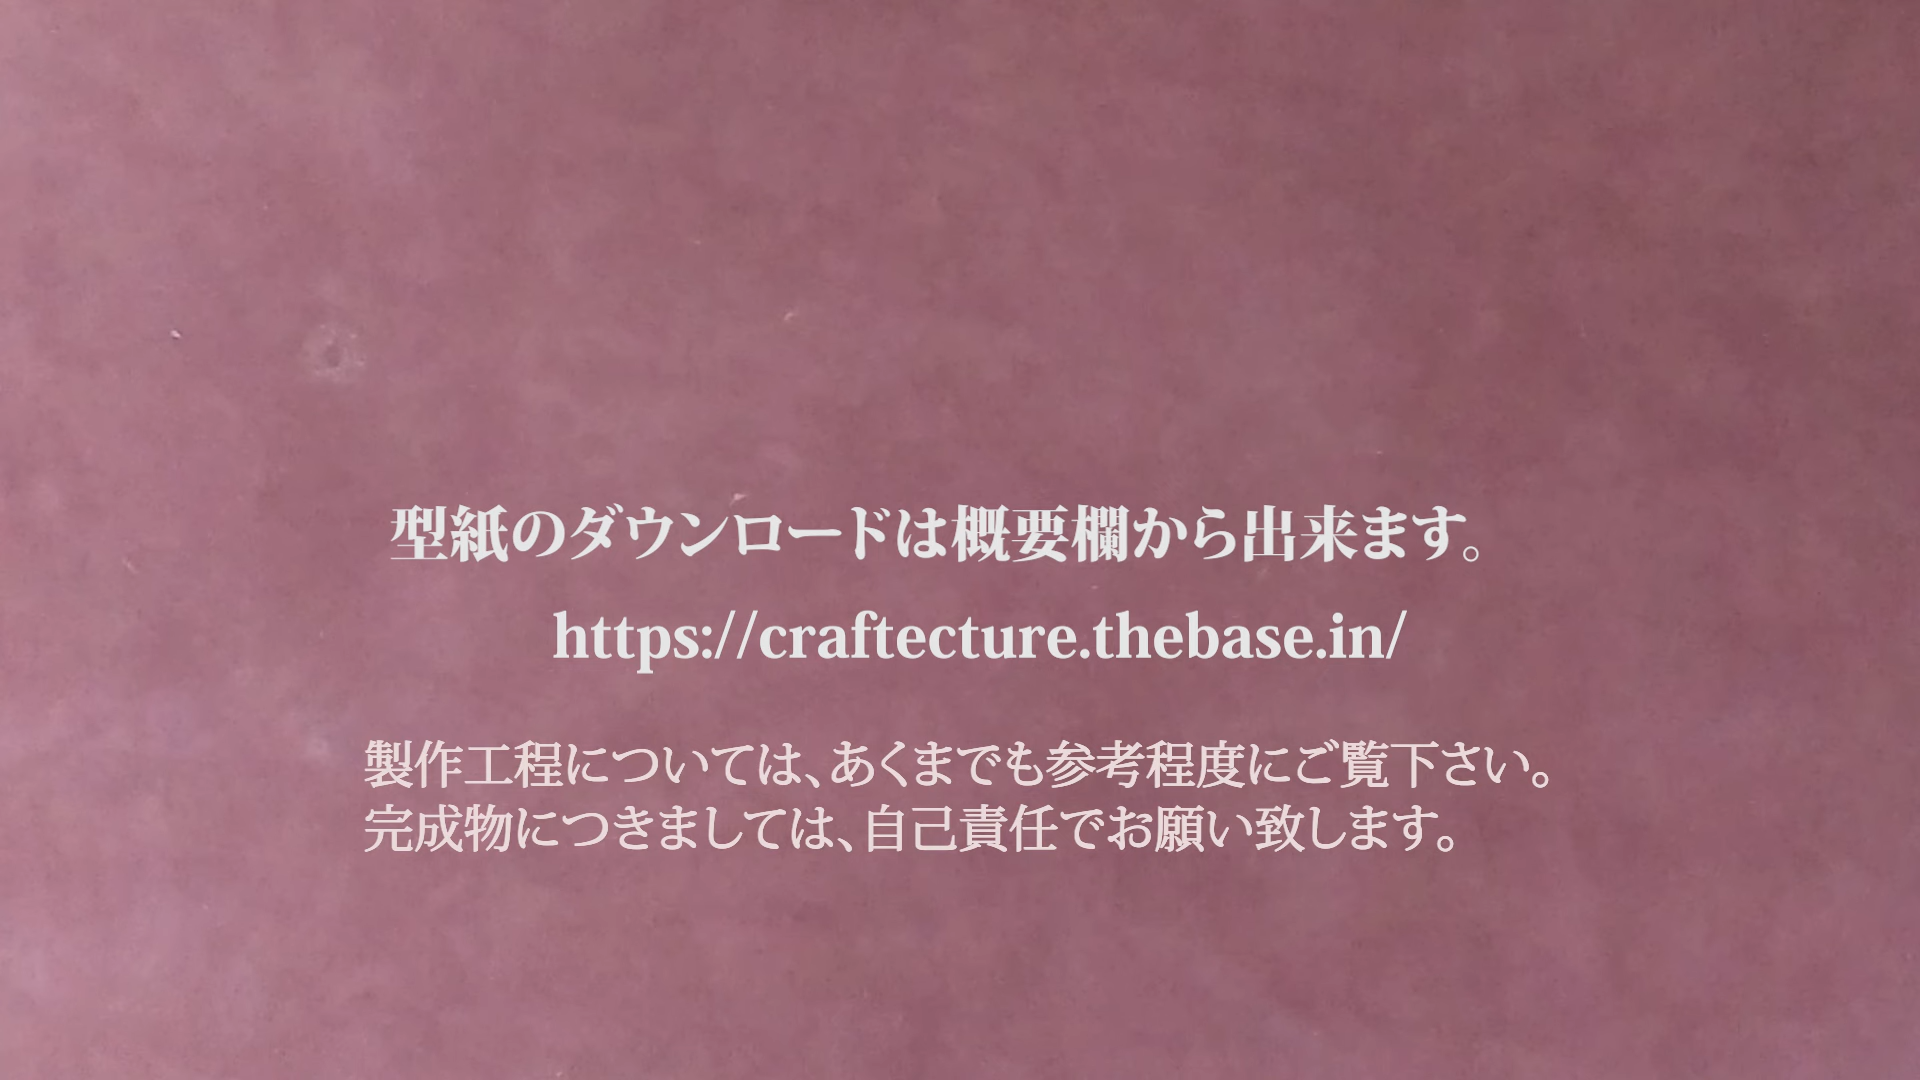 型紙のダウンロードは概要欄から出来ます。
https://craftecture.thebase.in/
製作工程については、あくまでも参考程度にご覧下さい。
完成物につきましては、自己責任でお願い致します。